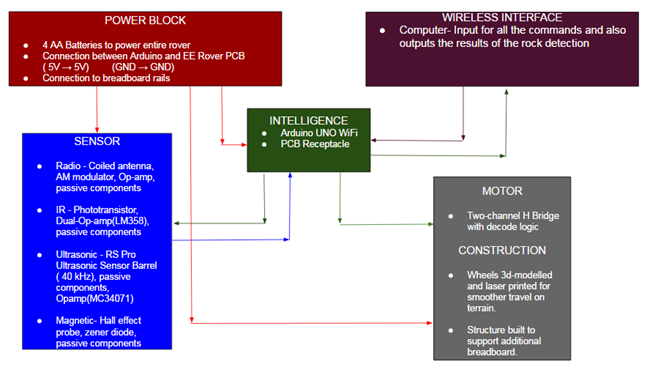 POWER BLOCK
● 4 AA Batteries to power entire rover
● Connection between Arduino and EE Rover PCB
( 5V → 5V) (GND → GND)
● Connection to breadboard rails
WIRELESS INTERFACE
● Computer- Input for all the commands and also
outputs the results of the rock detection
INTELLIGENCE
● Arduino UNO WiFi
● PCB Receptacle
SENSOR
● Radio - Coiled antenna,
AM modulator, Op-amp,
passive components
● IR - Phototransistor,
Dual-Op-amp(LM358),
passive components
● Ultrasonic - RS Pro
Ultrasonic Sensor Barrel
( 40 kHz), passive
components,
Opamp(MC34071)
● Magnetic- Hall effect
probe, zener diode,
passive components
MOTOR
● Two-channel H Bridge
with decode logic
CONSTRUCTION
● Wheels 3d-modelled
and laser printed for
smoother travel on
terrain.
● Structure built to
support additional
breadboard.